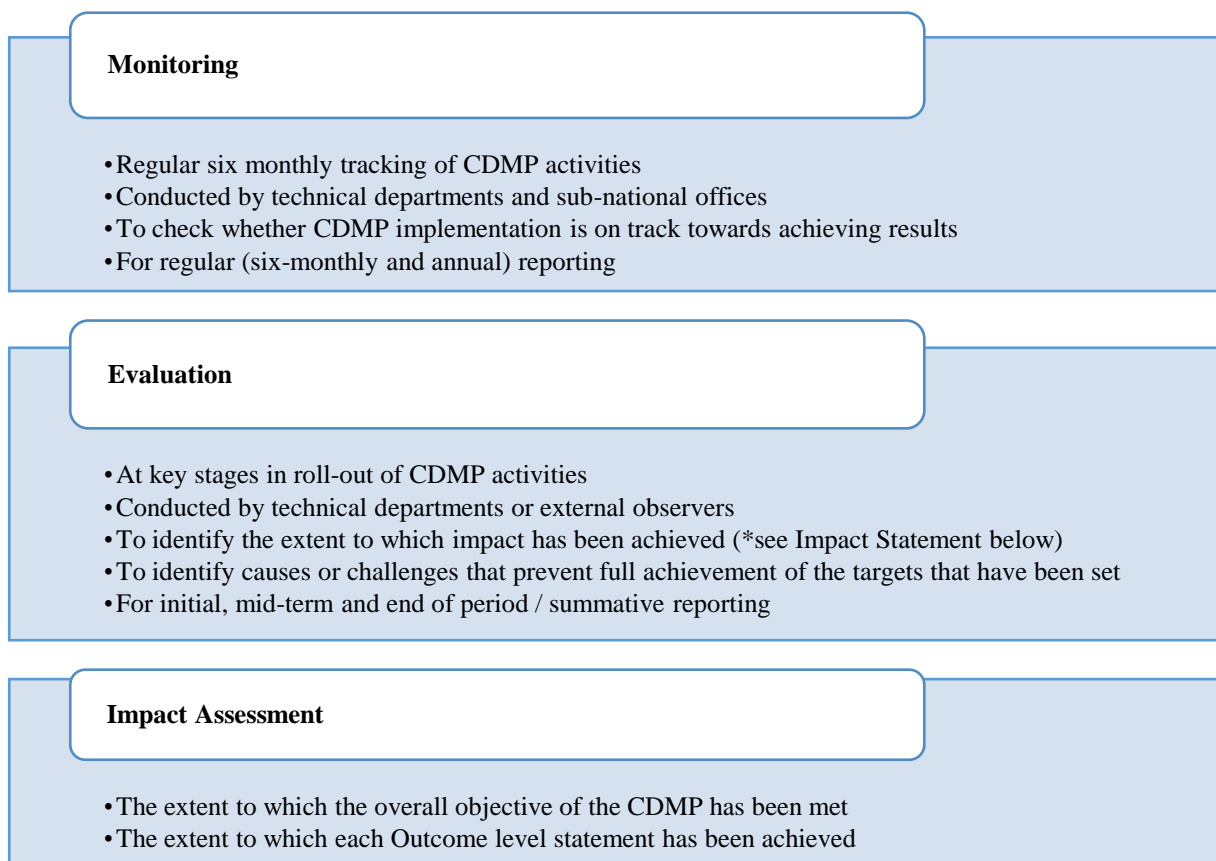 Monitoring
•Regular six monthly tracking of CDMP activities
•Conducted by technical departments and sub-national offices
•To check whether CDMP implementation is on track towards achieving results
•For regular (six-monthly and annual) reporting
Evaluation
•At key stages in roll-out of CDMP activities
•Conducted by technical departments or external observers
•To identify the extent to which impact has been achieved (*see Impact Statement below)
•To identify causes or challenges that prevent full achievement of the targets that have been set
•For initial, mid-term and end of period / summative reporting
Impact Assessment
•The extent to which the overall objective of the CDMP has been met
•The extent to which each Outcome level statement has been achieved